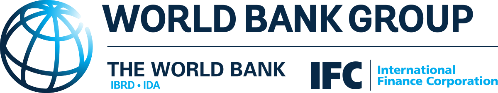 WORLD BANK GROUP
THE WORLD BANK
IBRD • IDA
IFC
International
Finance Corporation